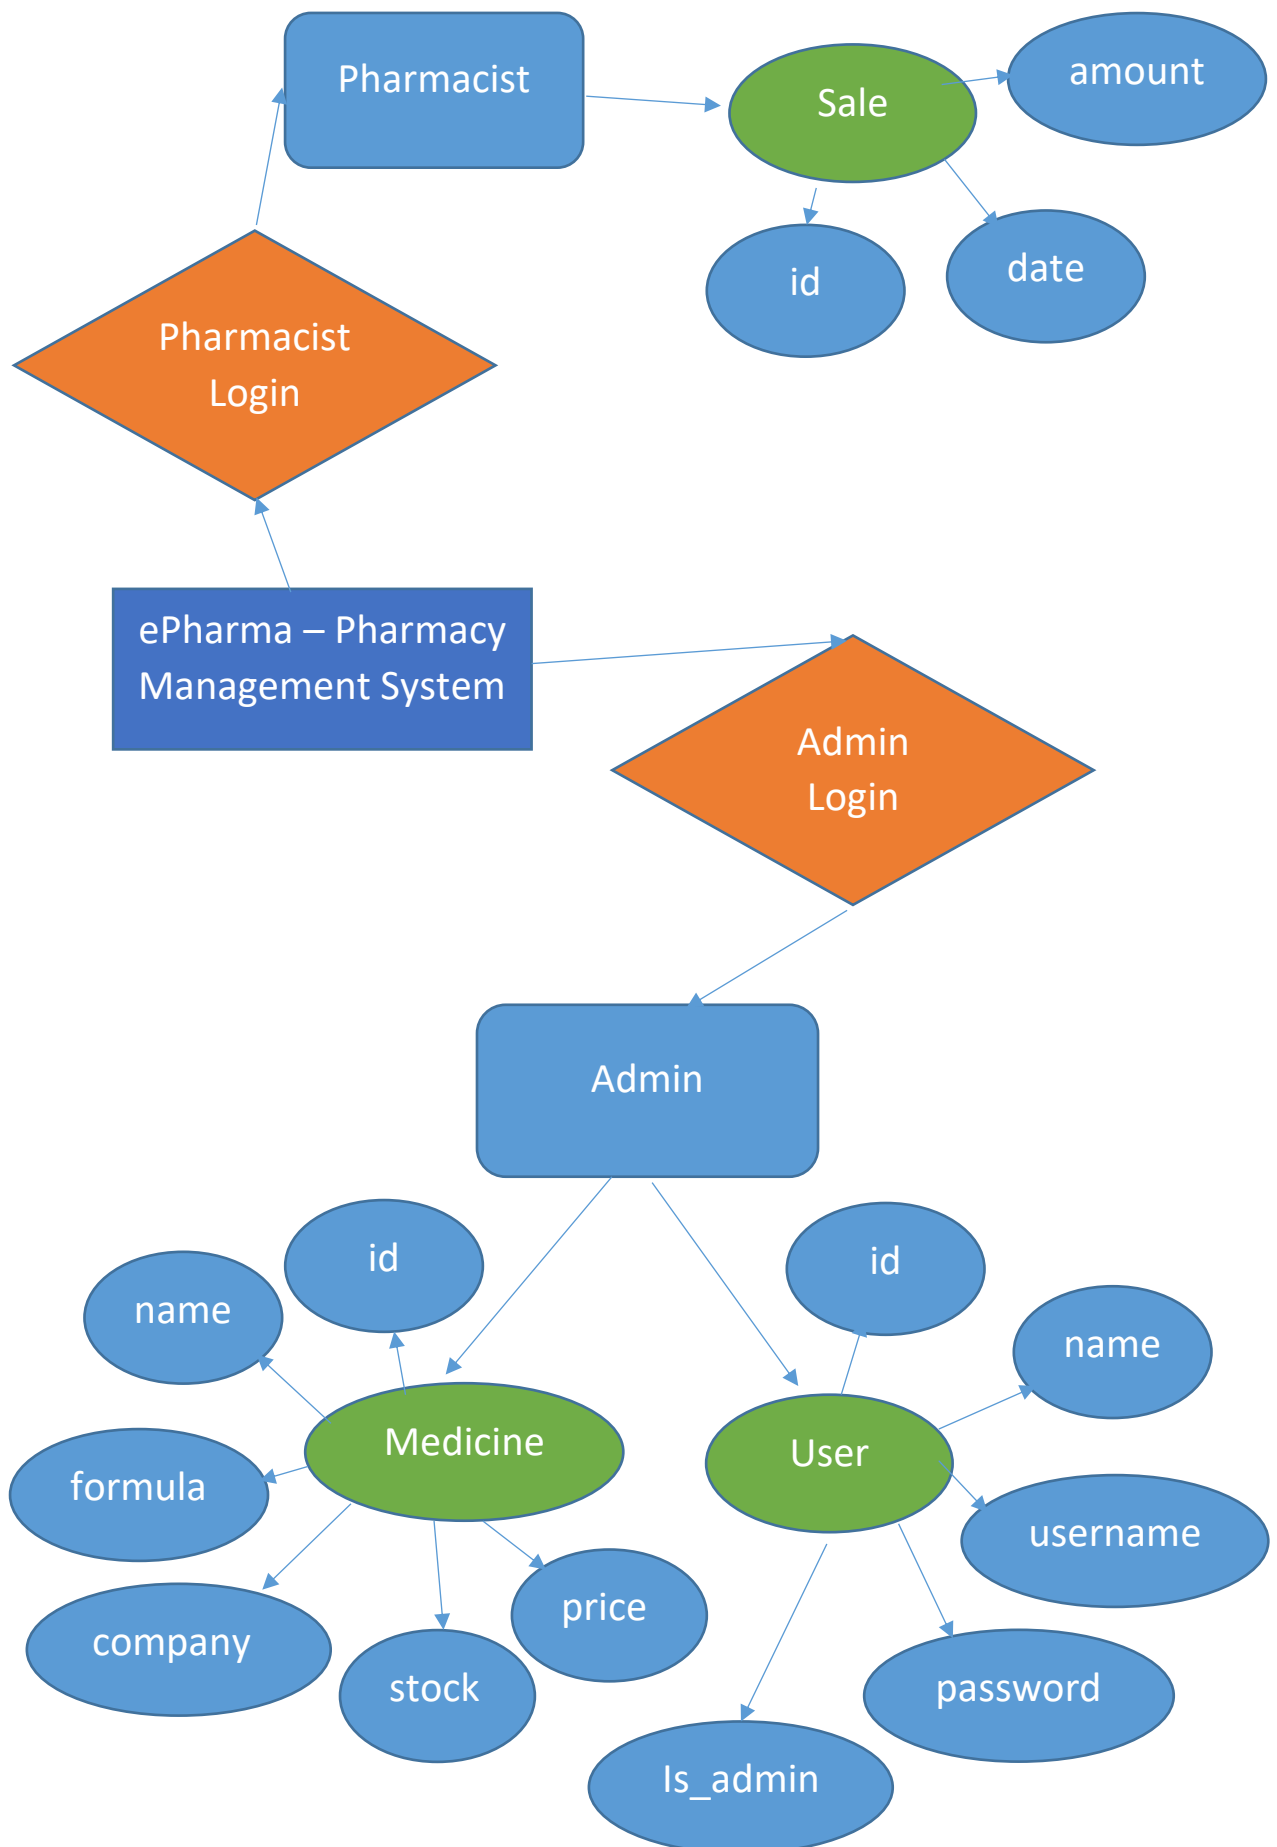 Pharmacist
Sale
amount
id
date
Pharmacist
Login
ePharma – Pharmacy
Management System
Admin
Login
Admin
id
id
name
name
Medicine
User
formula
username
company
price
stock
password
Is_admin